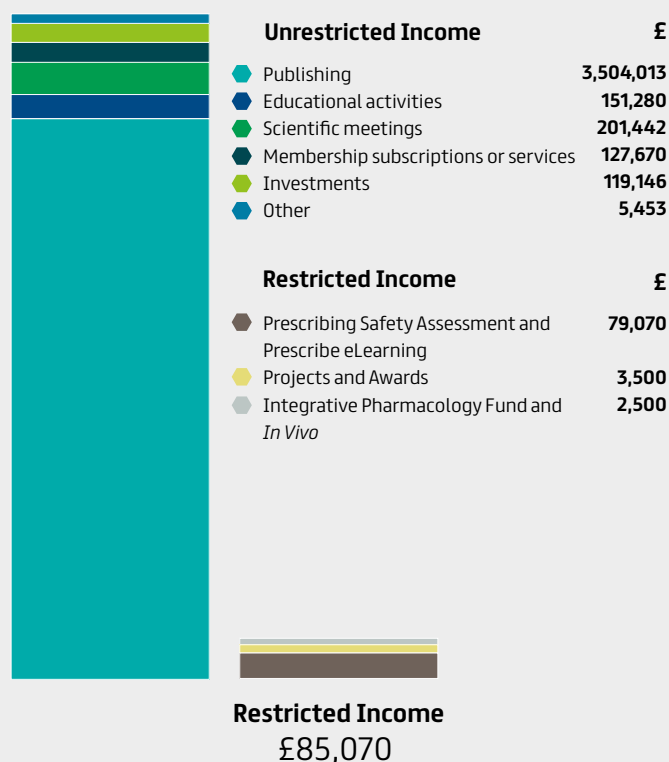 Unrestricted Income £
Publishing 3,504,013
Educational activities 151,280
Scientific meetings 201,442
Membership subscriptions or services 127,670
Investments 119,146
Other 5,453
Restricted Income £
Prescribing Safety Assessment and 79,070
Prescribe eLearning
Projects and Awards 3,500
Integrative Pharmacology Fund and 2,500
In Vivo
Restricted Income
£85,070